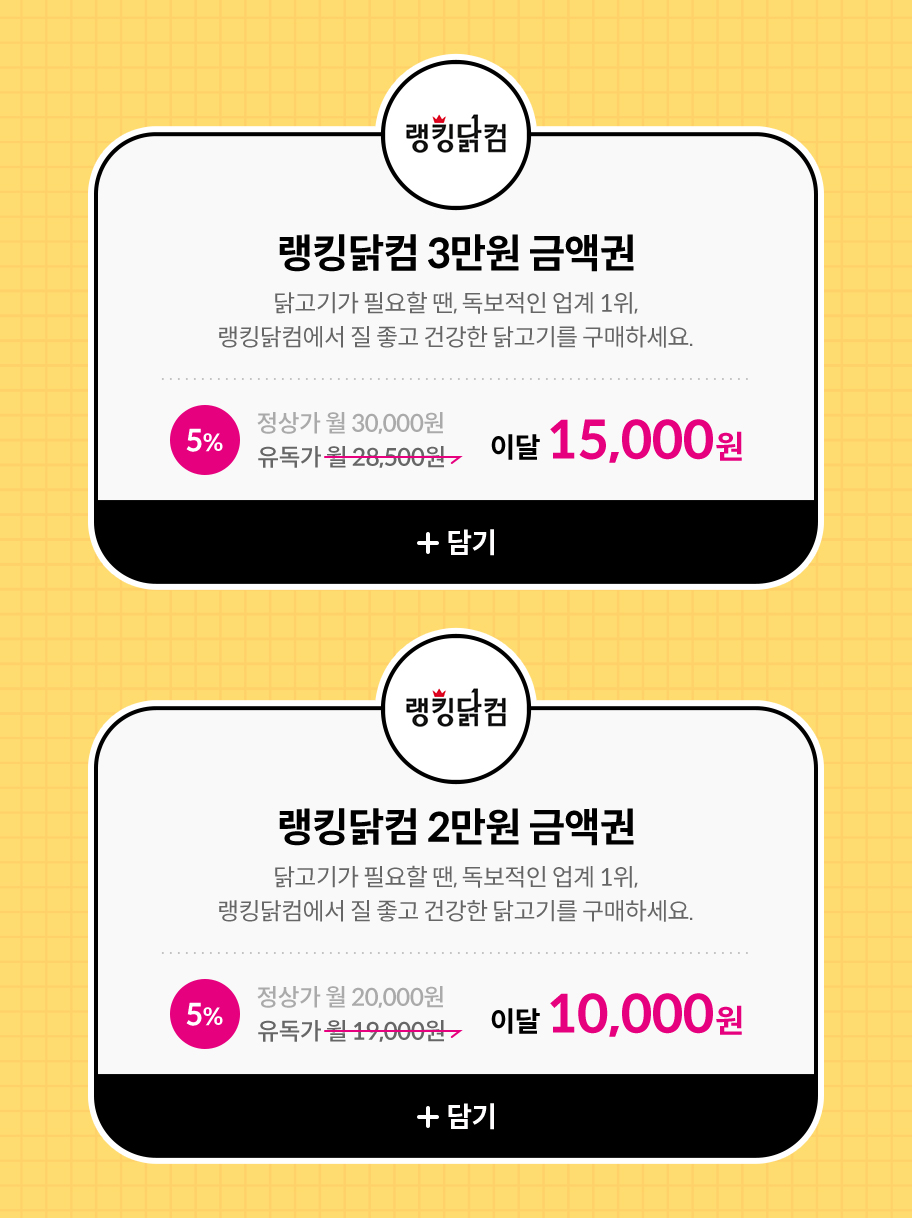 랭킹닭컴
랭킹닭컴 3만원 금액권
닭고기가 필요할 땐, 독보적인 업계 1위,
랭킹닭컴에서 질 좋고 건강한 닭고기를 구매하세요.
5%
정상가 월 30,000원
유독가 월 28,500원
이달 15,000원
+ 담기
랭킹닭컴
랭킹닭컴 2만원 금액권
닭고기가 필요할 땐, 독보적인 업계 1위,
랭킹닭컴에서 질 좋고 건강한 닭고기를 구매하세요.
5%
정상가 월 20,000원
유독가 월 19,000원
이달 10,000원
+ 담기